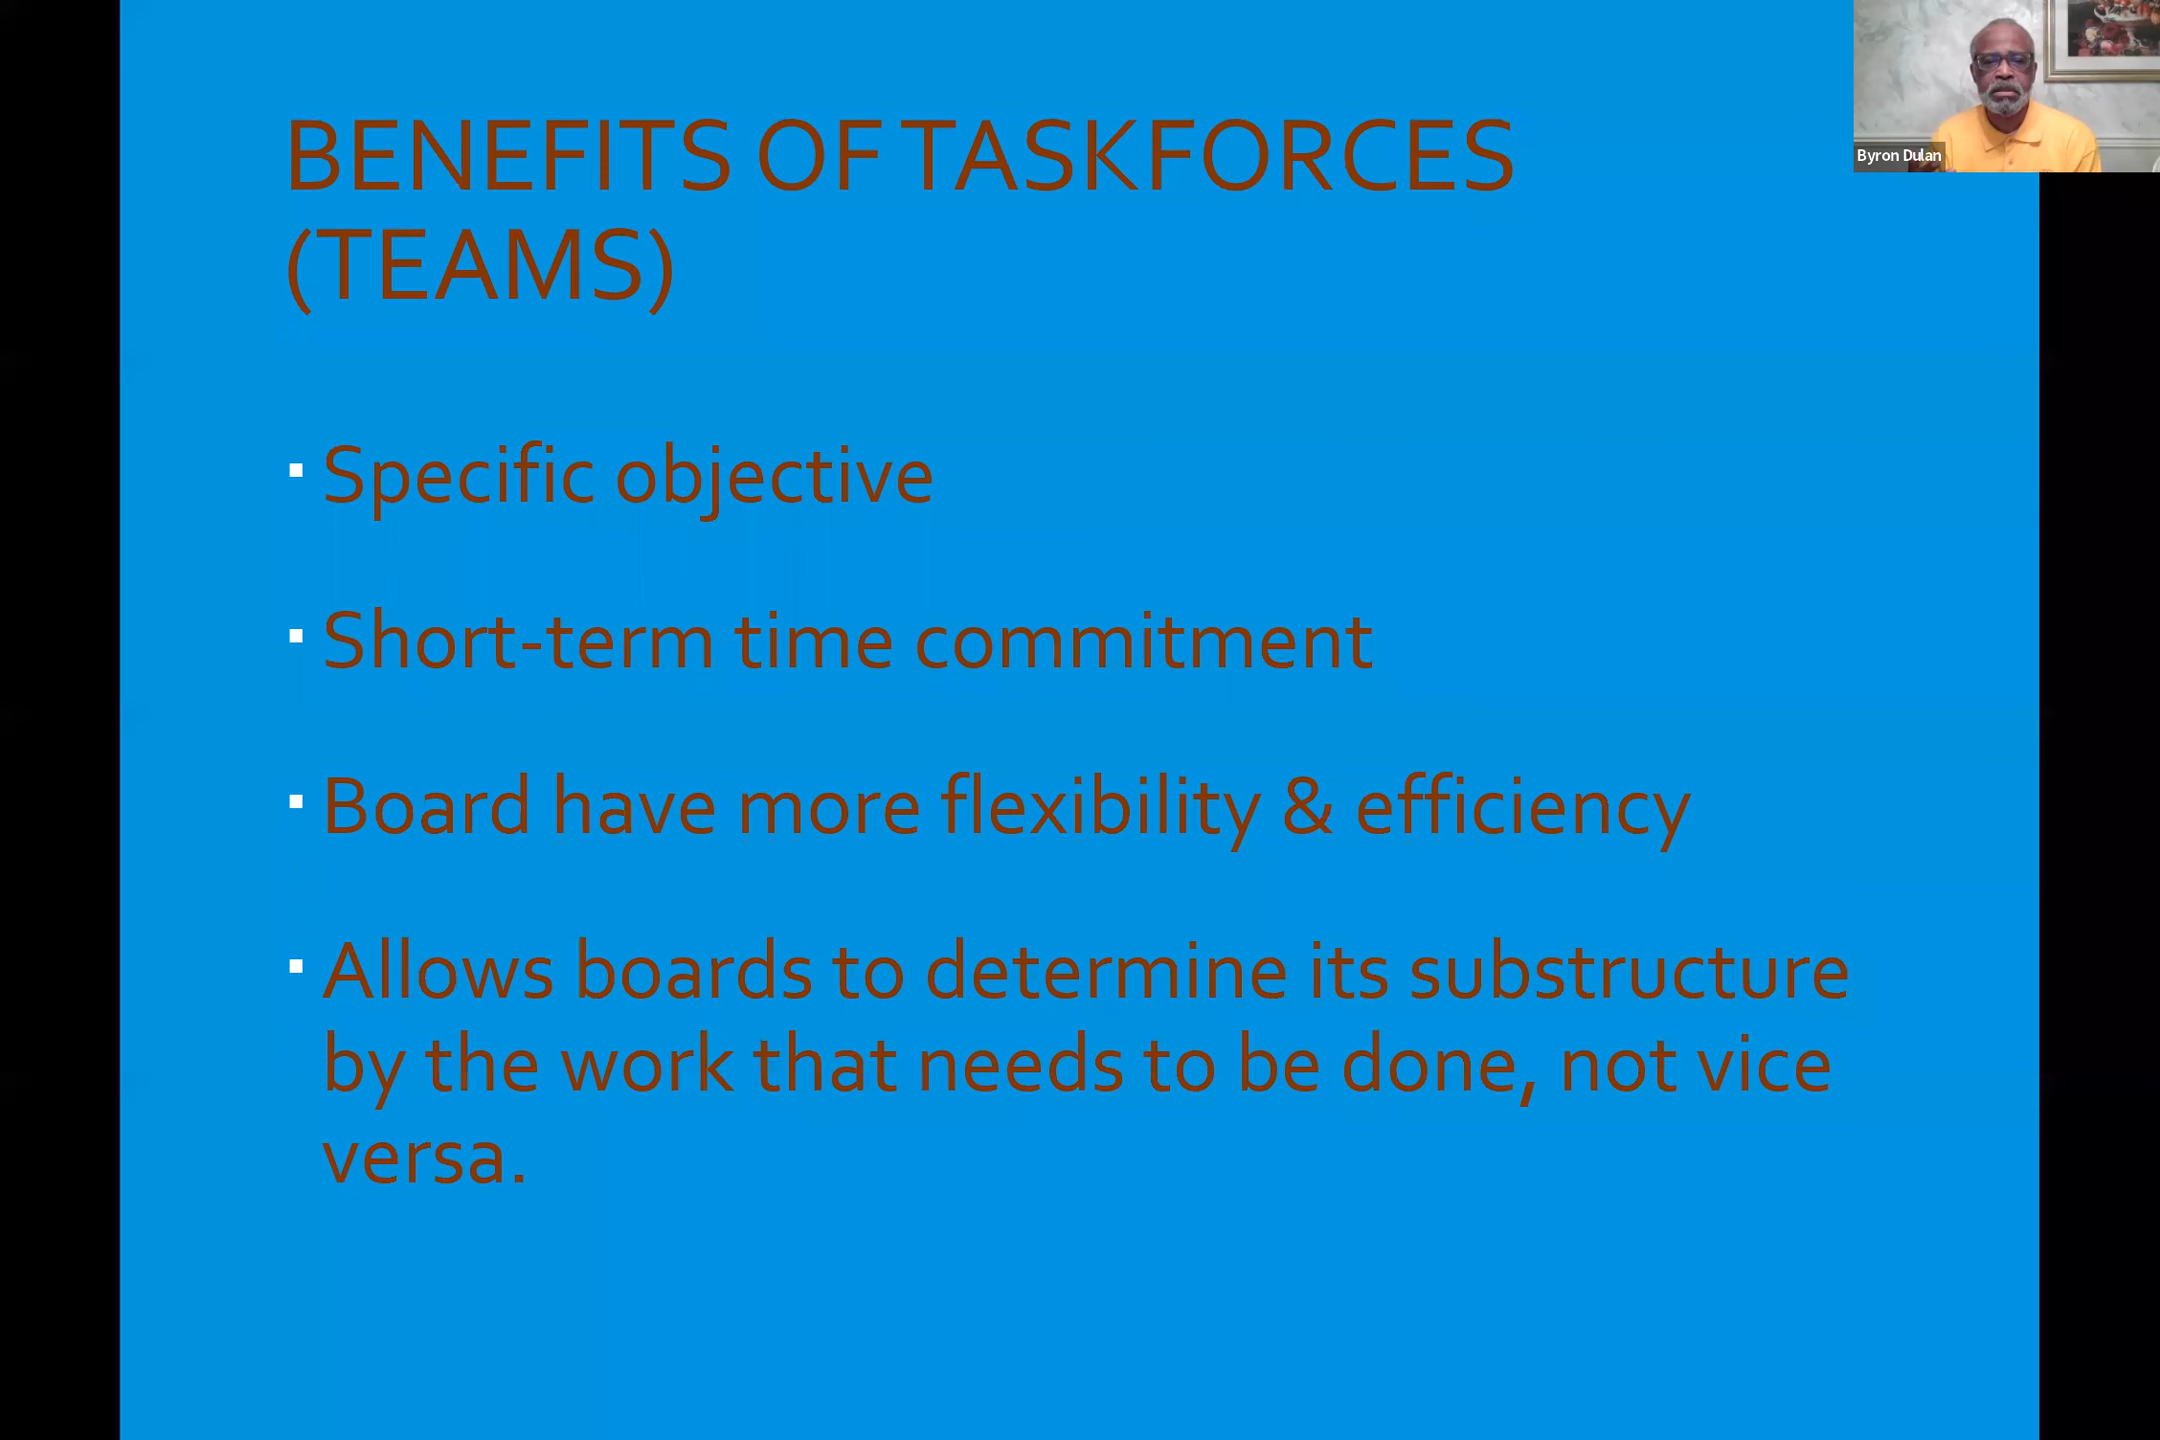 BENEFITS OF TASKFORCES
(TEAMS)
Byron Dulan
Specific objective
Short-term time commitment
Board have more flexibility & efficiency
Allows boards to determine its substructure
by the work that needs to be done, not vice
versa.